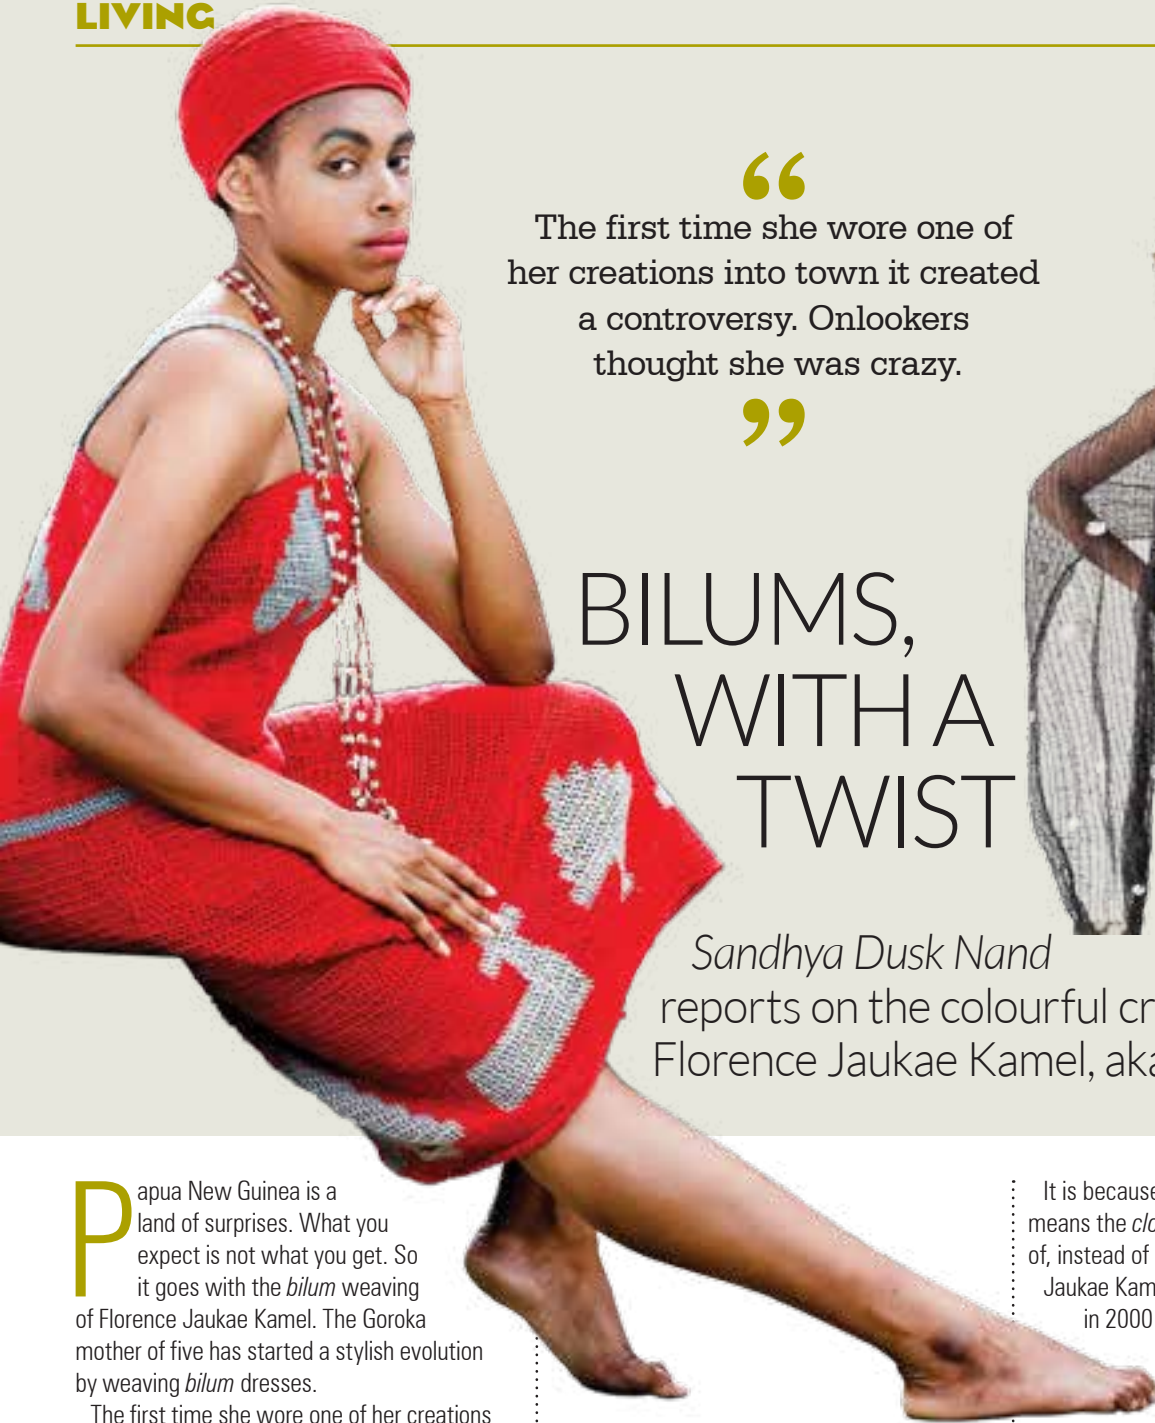 LIVING
“
The first time she wore one of
her creations into town it created
a controversy. Onlookers
thought she was crazy.
”
BILUMS,
WITH A
TWIST
Sandhya Dusk Nand
reports on the colourful cr
Florence Jaukae Kamel, aka
Papua New Guinea is a
land of surprises. What you
expect is not what you get. So
it goes with the bilum weaving
of Florence Jaukae Kamel. The Goroka
mother of five has started a stylish evolution
by weaving bilum dresses.
The first time she wore one of her creations
It is because
means the clo
of, instead of
Jaukae Kam
in 2000